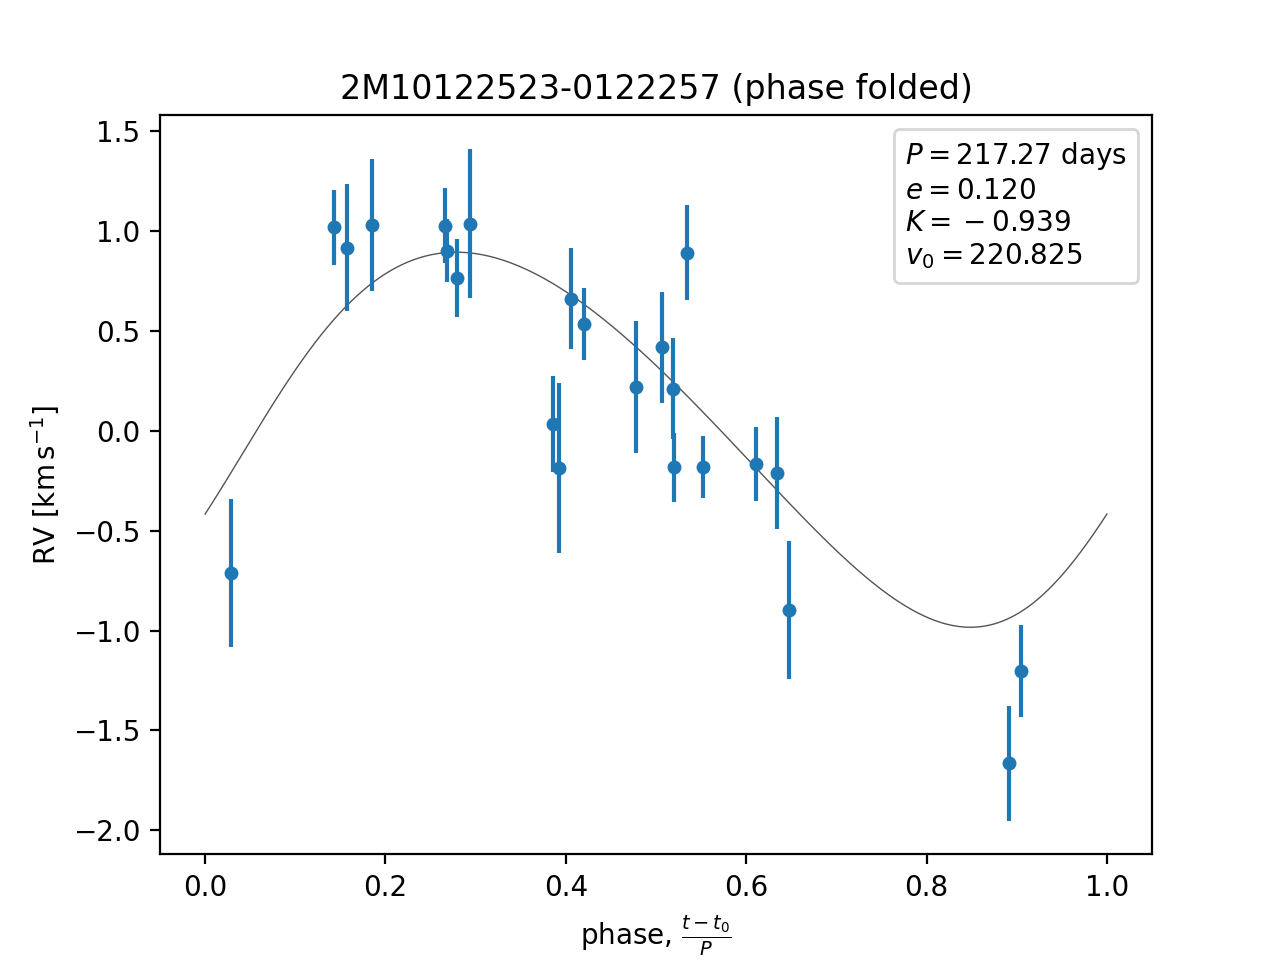 2M10122523-0122257 (phase folded)
P = 217.27 days
e = 0.120
K = −0.939
v₀ = 220.825
1.5
1.0
0.5
0.0
−0.5
−1.0
−1.5
−2.0
RV [km s⁻¹]
0.0 0.2 0.4 0.6 0.8 1.0
phase, (t − t₀)/P